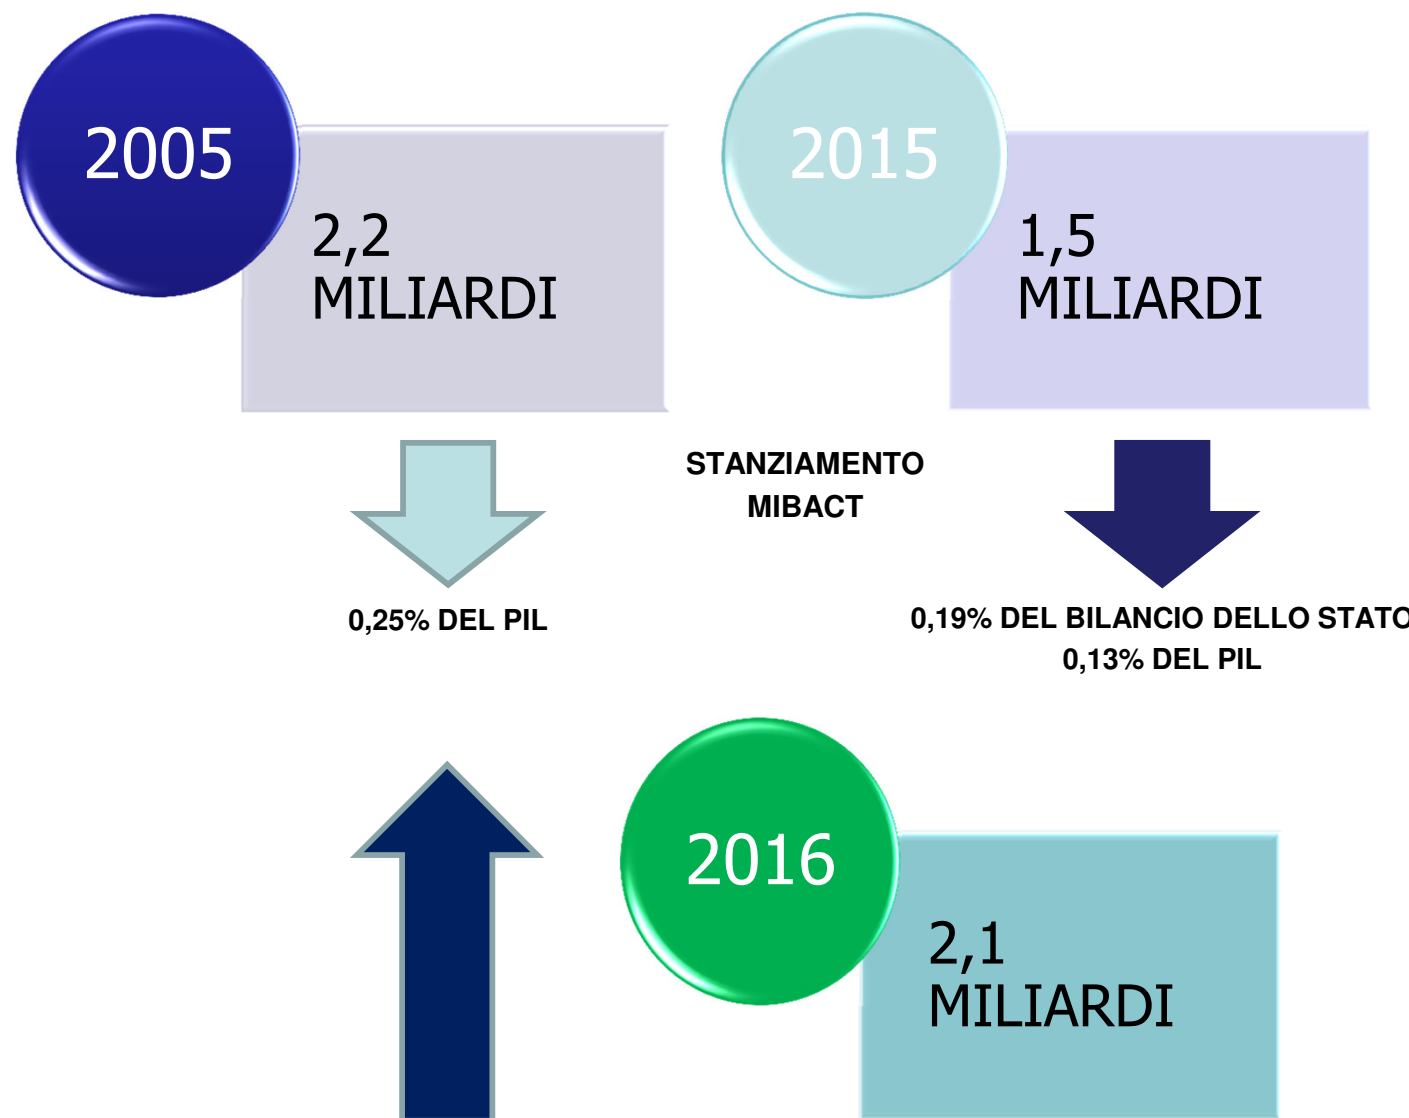 2005
2,2
MILIARDI
2015
1,5
MILIARDI
STANZIAMENTO
MIBACT
0,25% DEL PIL
0,19% DEL BILANCIO DELLO STATO
0,13% DEL PIL
2016
2,1
MILIARDI